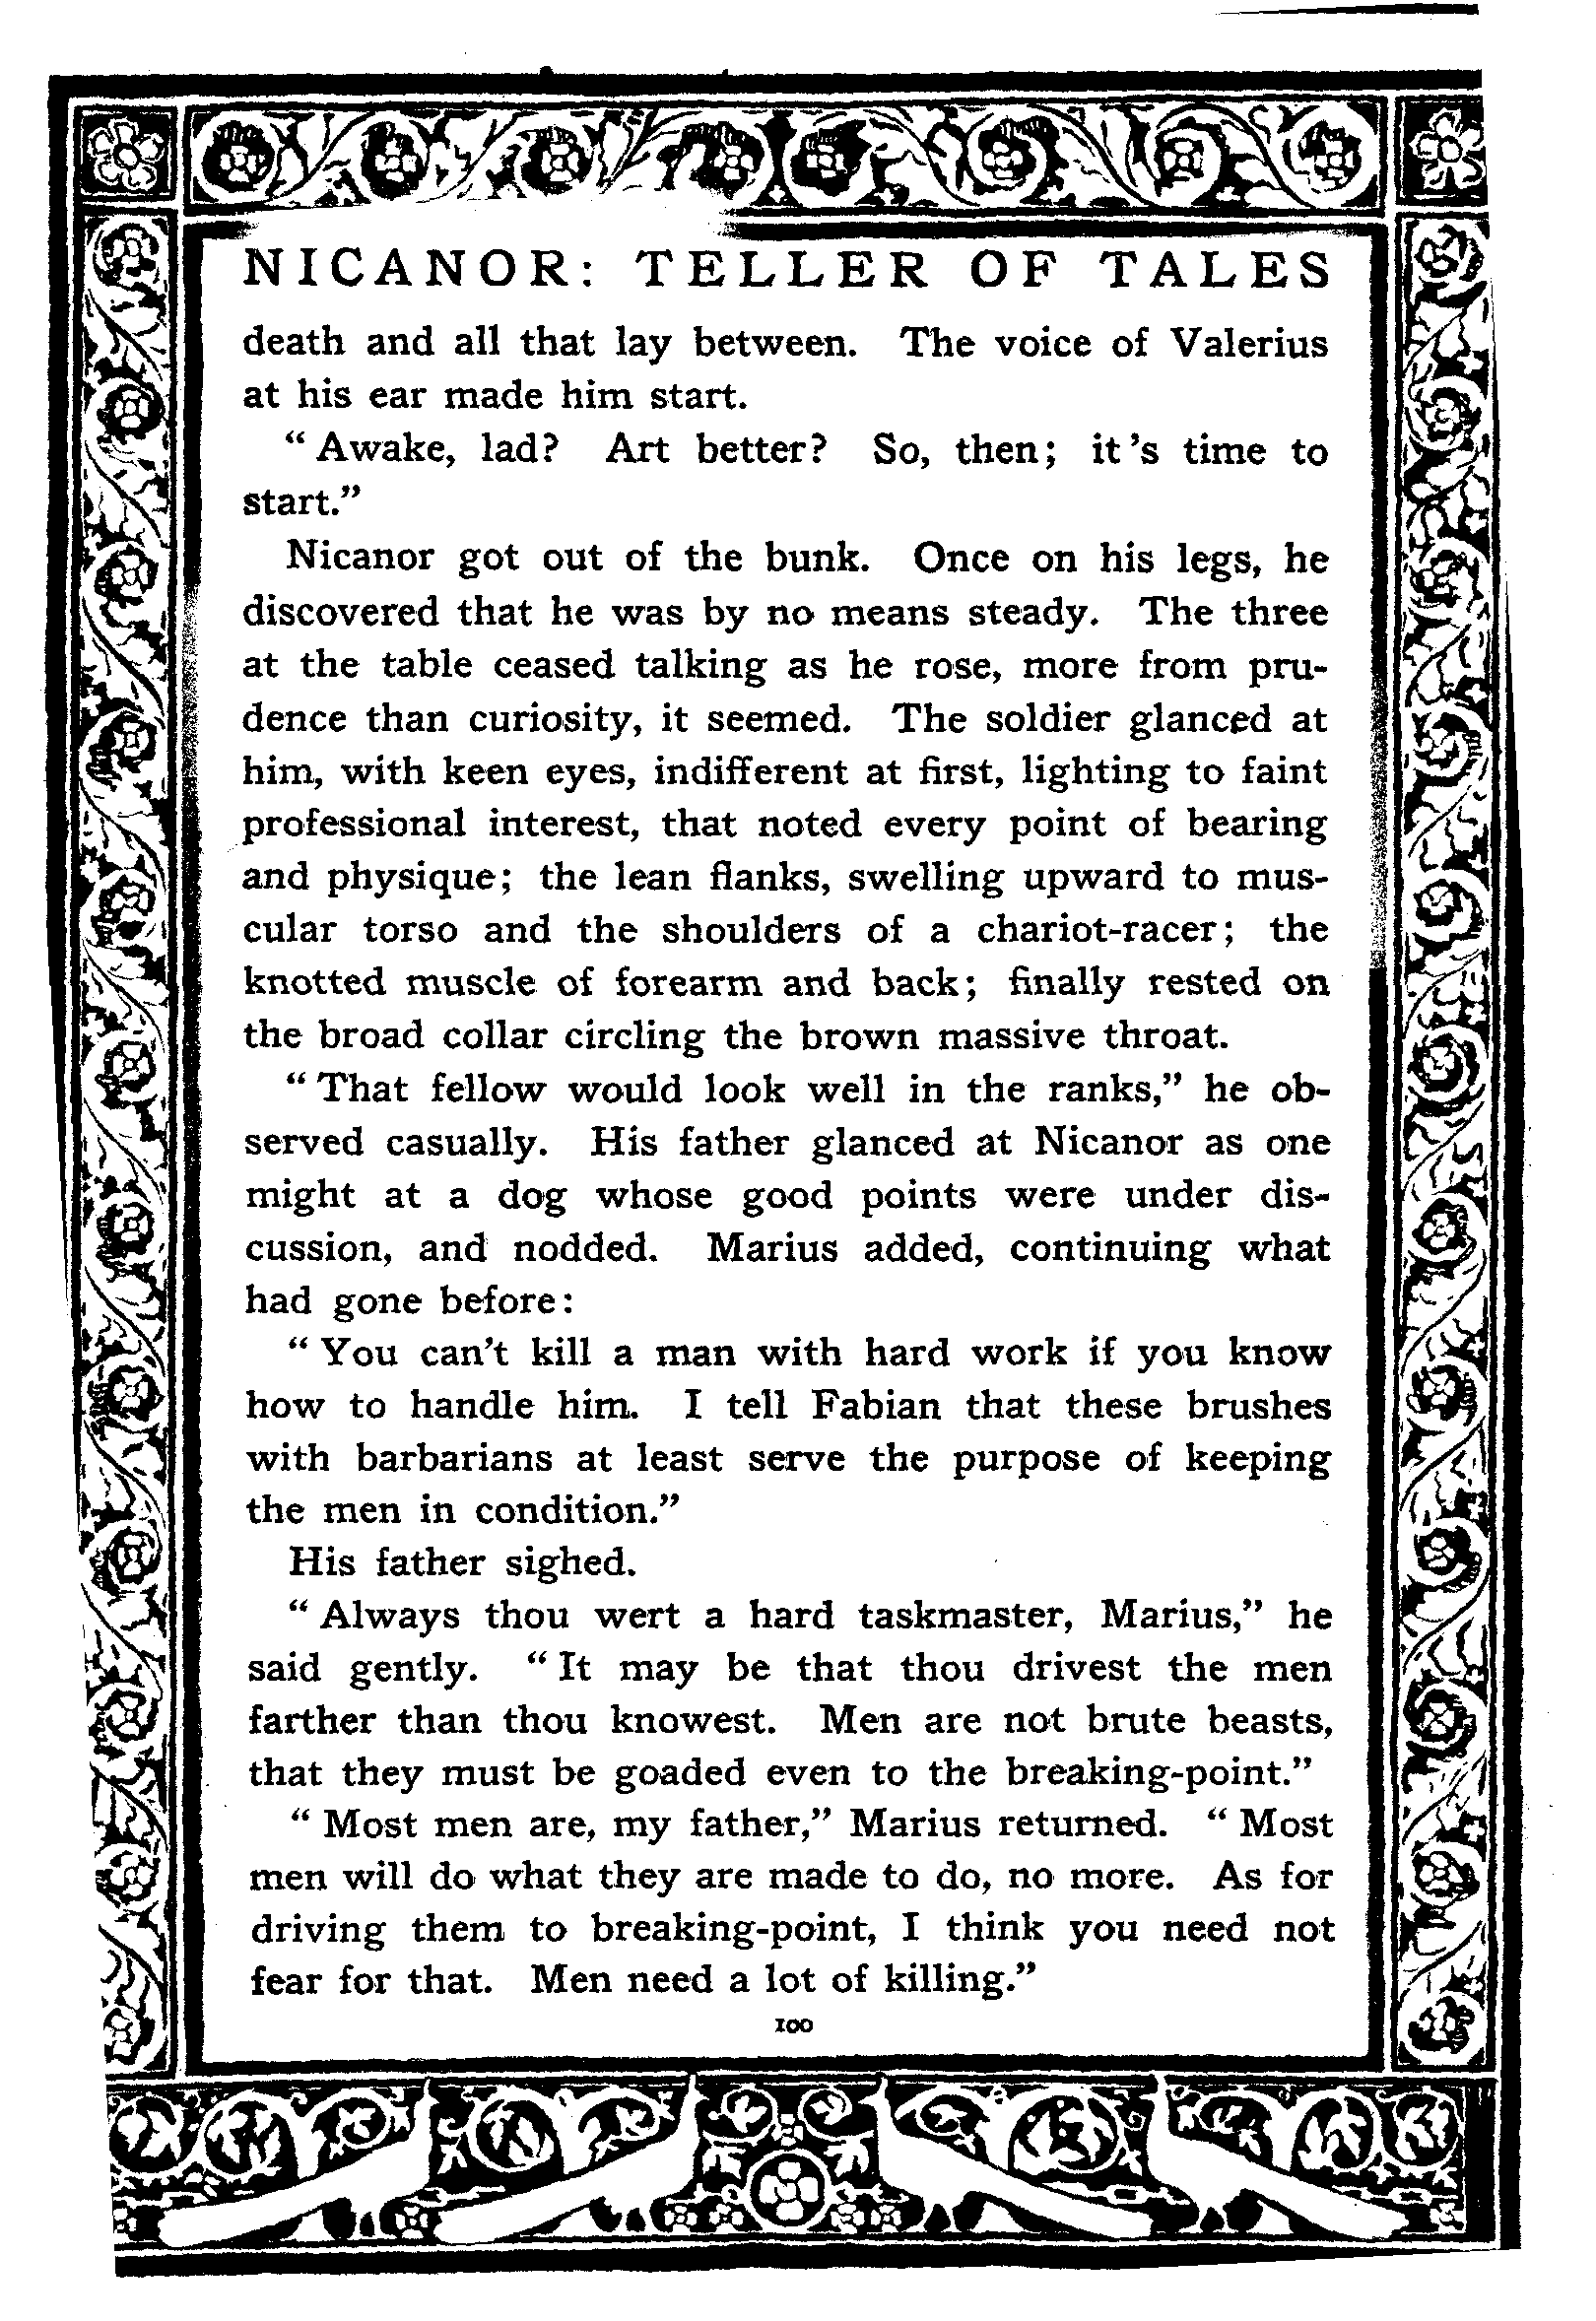 NICANOR: TELLER OF TALES
death and all that lay between. The voice of Valerius
at his ear made him start.
“Awake, lad? Art better? So, then; it’s time to
start.”
Nicanor got out of the bunk. Once on his legs, he
discovered that he was by no means steady. The three
at the table ceased talking as he rose, more from pru-
dence than curiosity, it seemed. The soldier glanced at
him, with keen eyes, indifferent at first, lighting to faint
professional interest, that noted every point of bearing
and physique; the lean flanks, swelling upward to mus-
cular torso and the shoulders of a chariot-racer; the
knotted muscle of forearm and back; finally rested on
the broad collar circling the brown massive throat.
“That fellow would look well in the ranks,” he ob-
served casually. His father glanced at Nicanor as one
might at a dog whose good points were under dis-
cussion, and nodded. Marius added, continuing what
had gone before:
“You can’t kill a man with hard work if you know
how to handle him. I tell Fabian that these brushes
with barbarians at least serve the purpose of keeping
the men in condition.”
His father sighed.
“Always thou wert a hard taskmaster, Marius,” he
said gently. “It may be that thou drivest the men
farther than thou knowest. Men are not brute beasts,
that they must be goaded even to the breaking-point.”
“Most men are, my father,” Marius returned. “Most
men will do what they are made to do, no more. As for
driving them to breaking-point, I think you need not
fear for that. Men need a lot of killing.”
100